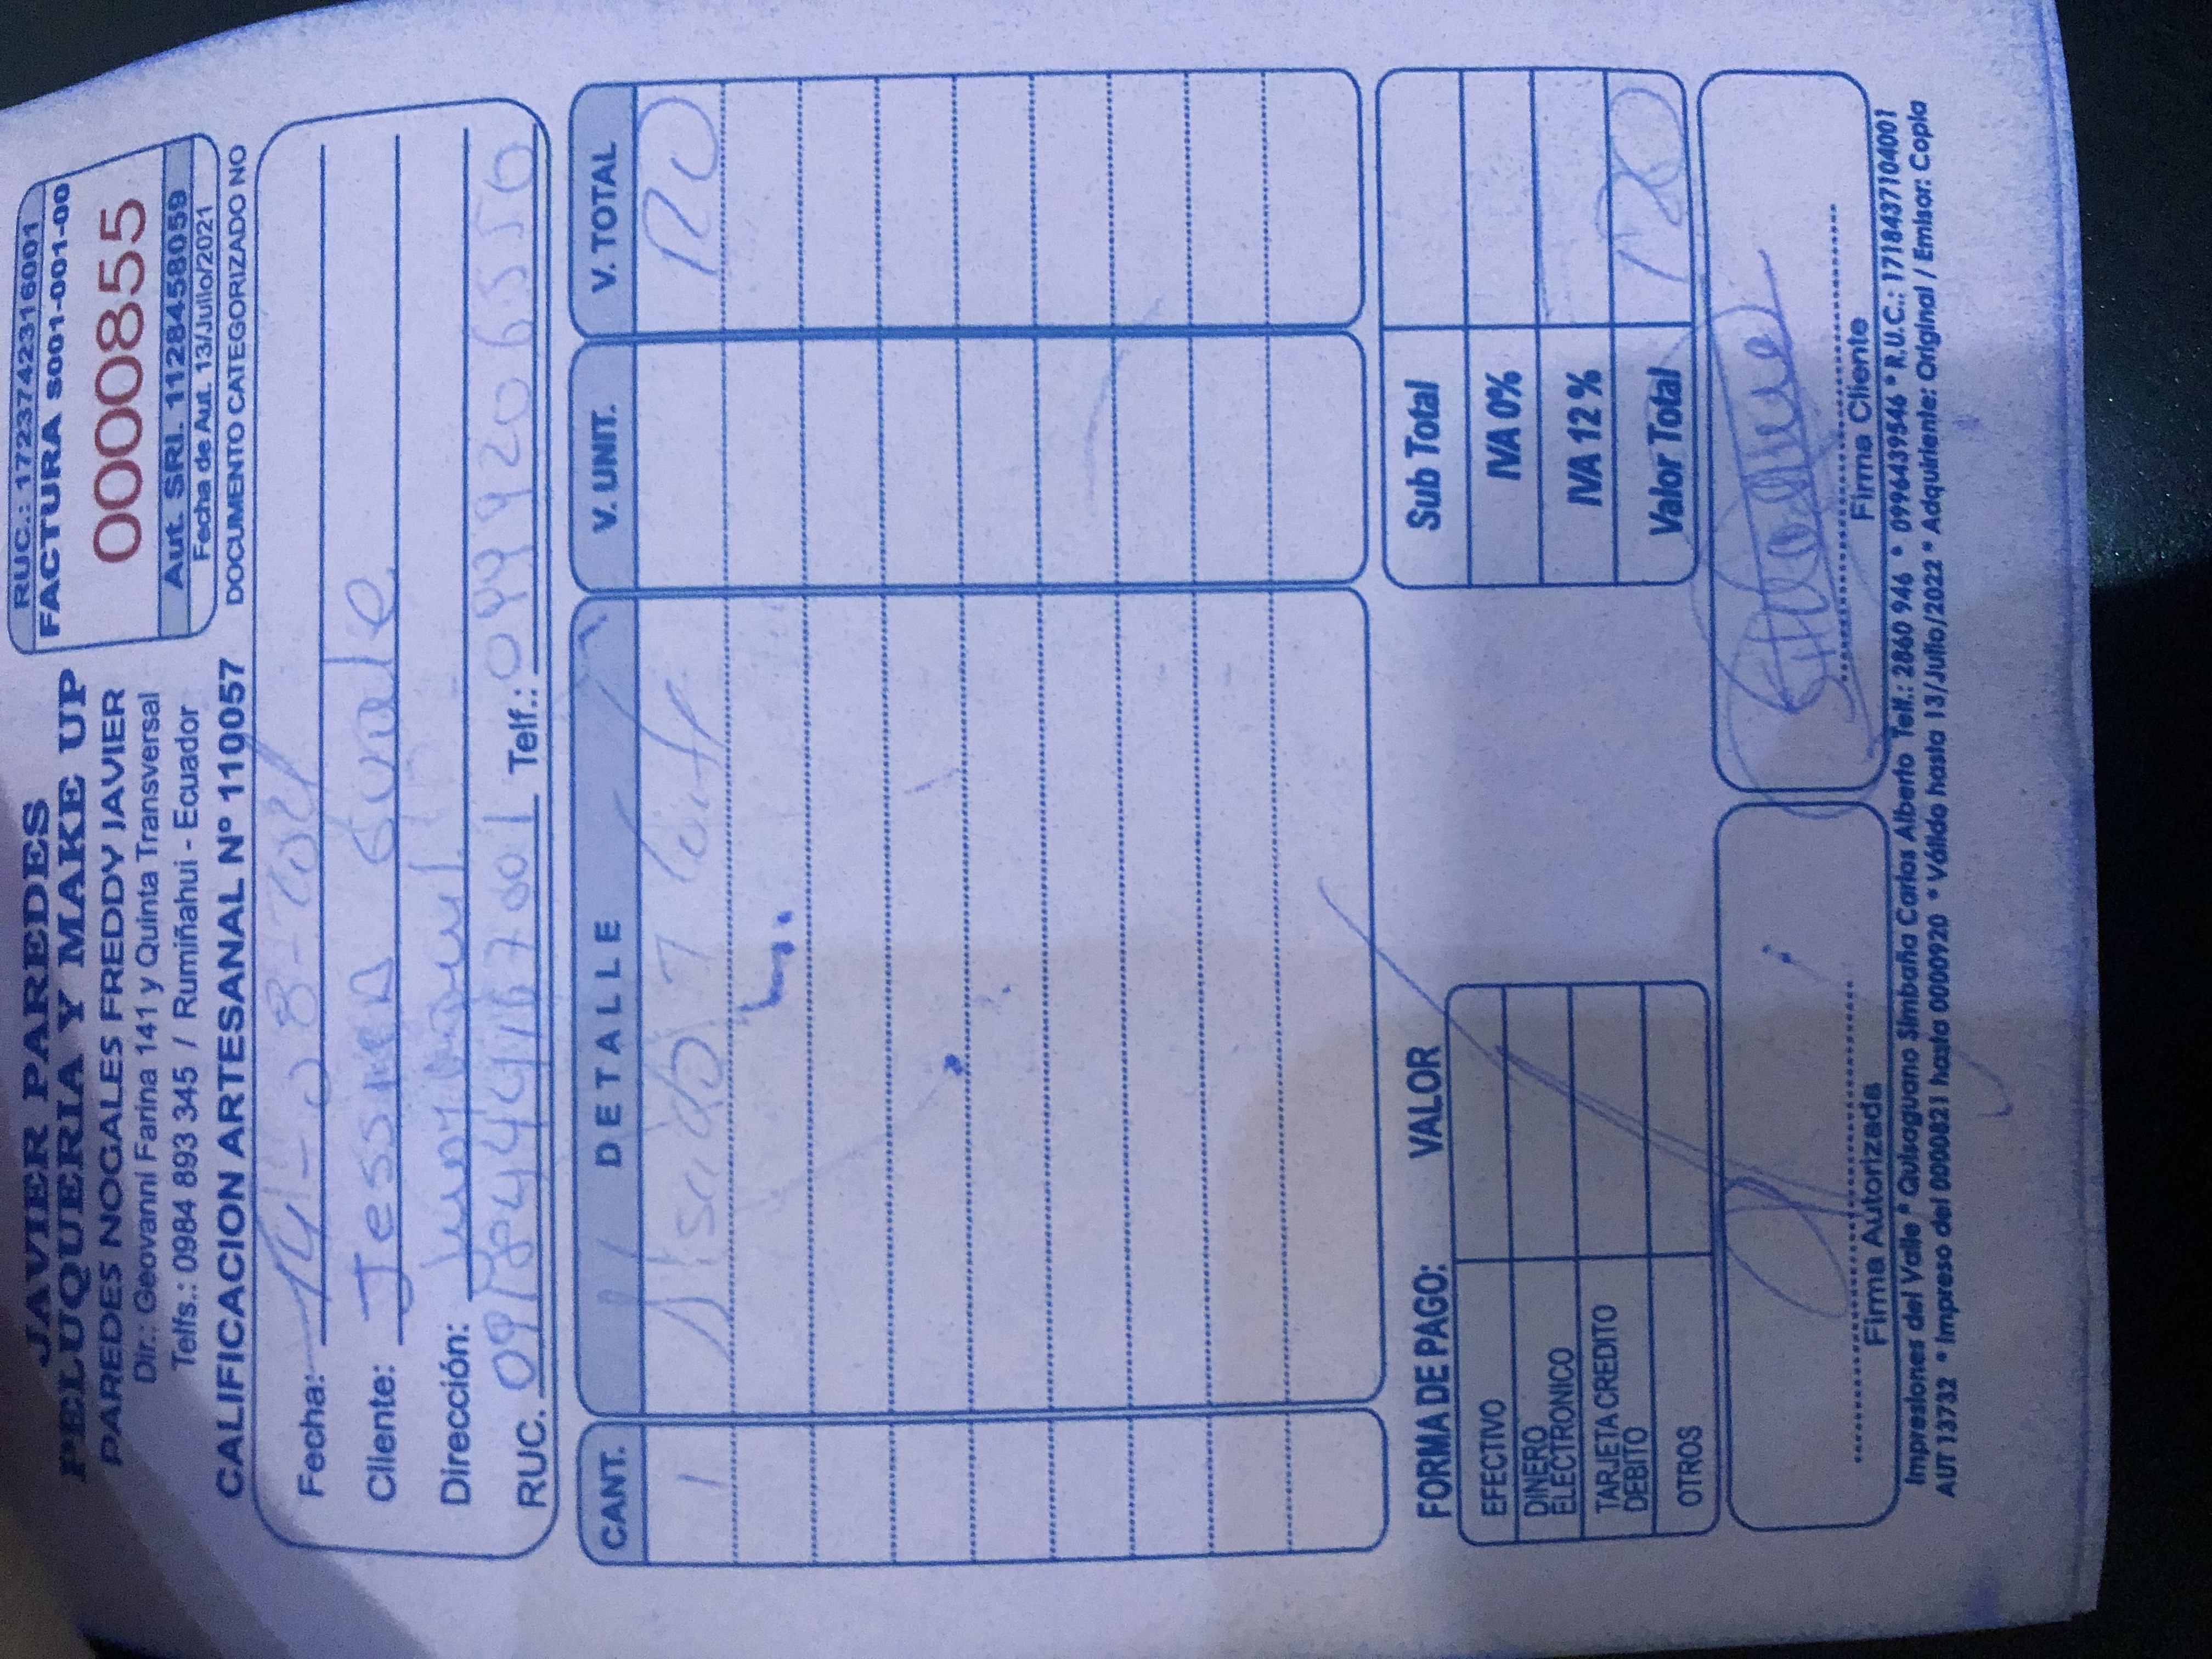 JAVIER PAREDES
PELUQUERIA Y MAKE UP
PAREDES NOGALES FREDDY JAVIER
Dir.: Geovanni Farina 141 y Quinta Transversal
Telfs.: 0984 893 345 / Rumiñahui - Ecuador
CALIFICACION ARTESANAL Nº 110057
RUC.: 1723742316001
FACTURA S001-001-00
0000855
Aut. SRI. 1128458059
Fecha de Aut. 13/Julio/2021
DOCUMENTO CATEGORIZADO NO
Fecha: 14-08-2021
Cliente: Jessica Guale
Dirección: Guayaquil
RUC. 0918444167001 Telf.: 0999206550
CANT. DETALLE V. UNIT. V. TOTAL
1 Alisado y 120
FORMA DE PAGO: VALOR
EFECTIVO
DINERO ELECTRONICO
TARJETA CREDITO DEBITO
OTROS
Sub Total
IVA 0%
IVA 12 %
Valor Total 120
Firma Autorizada
Firma Cliente
Impresiones del Valle * Quisaguano Simbaña Carlos Alberto Telf.: 2860 946 * 0996439546 * R.U.C.: 1718437104001
AUT 13732 * Impreso del 0000821 hasta 0000920 * Válido hasta 13/Julio/2022 * Adquiriente: Original / Emisor: Copia